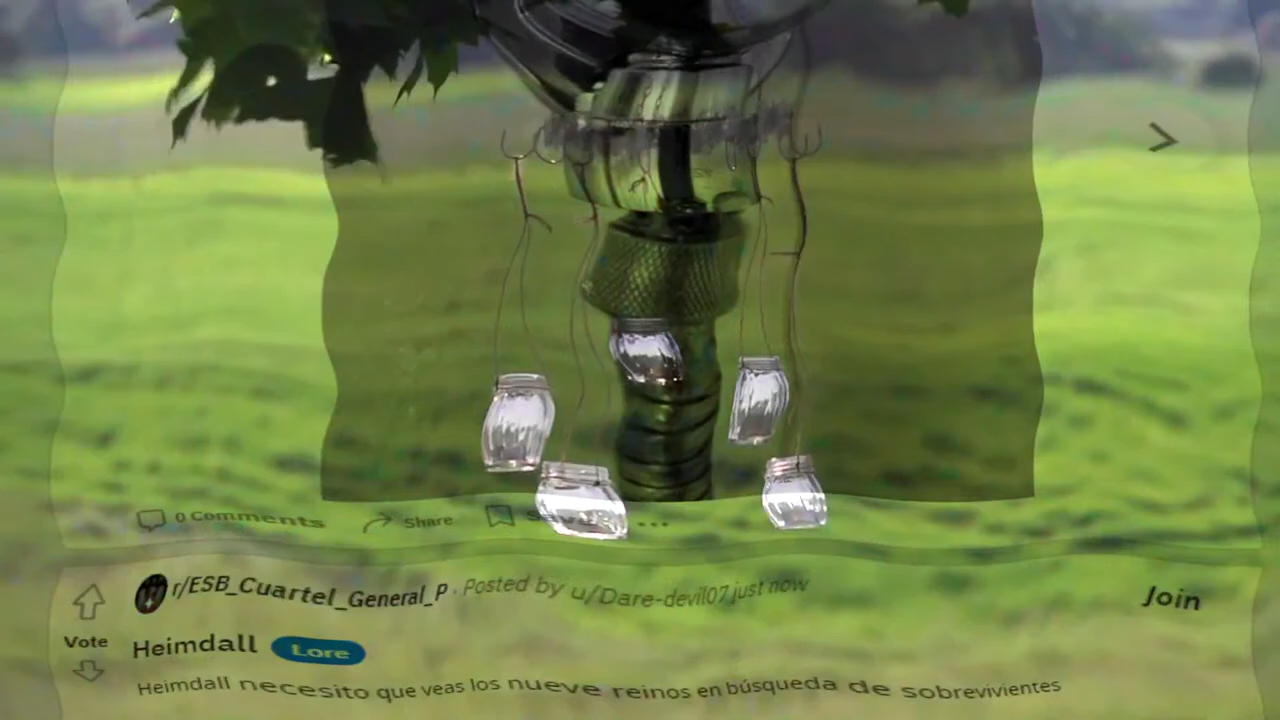 0 Comments Share Save
r/ESB_Cuartel_General_P · Posted by u/Dare-devil07 just now
Join
Vote
Heimdall Lore
Heimdall necesito que veas los nueve reinos en búsqueda de sobrevivientes